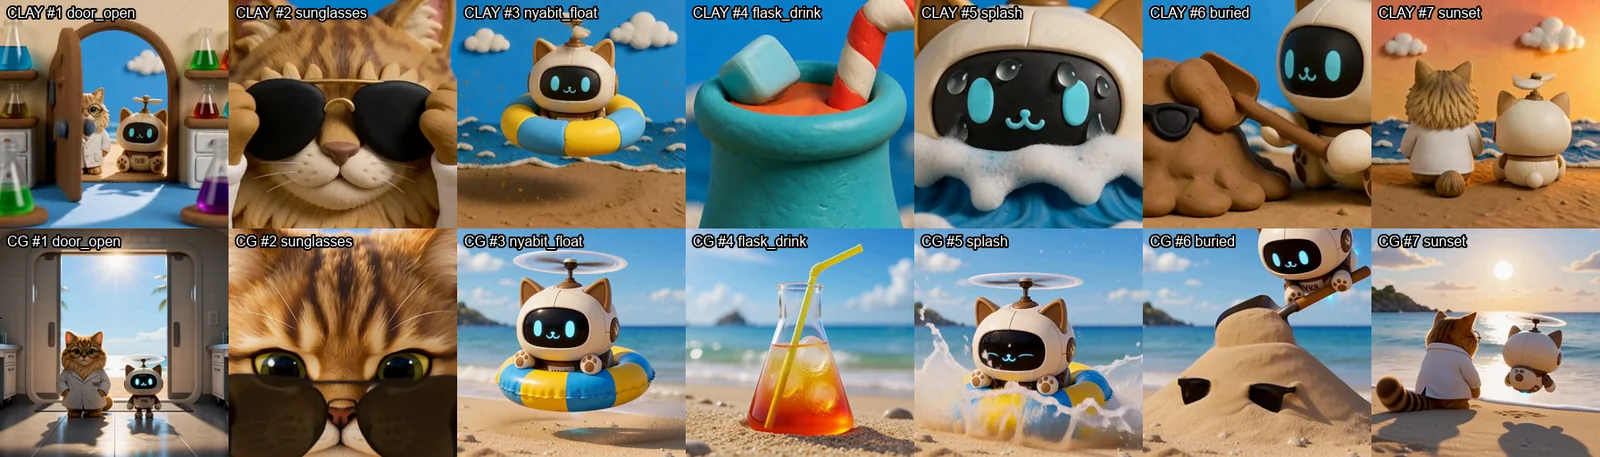 CLAY #1 door_open
CLAY #2 sunglasses
CLAY #3 nyabit_float
CLAY #4 flask_drink
CLAY #5 splash
CLAY #6 buried
CLAY #7 sunset
CG #1 door_open
CG #2 sunglasses
CG #3 nyabit_float
CG #4 flask_drink
CG #5 splash
CG #6 buried
CG #7 sunset